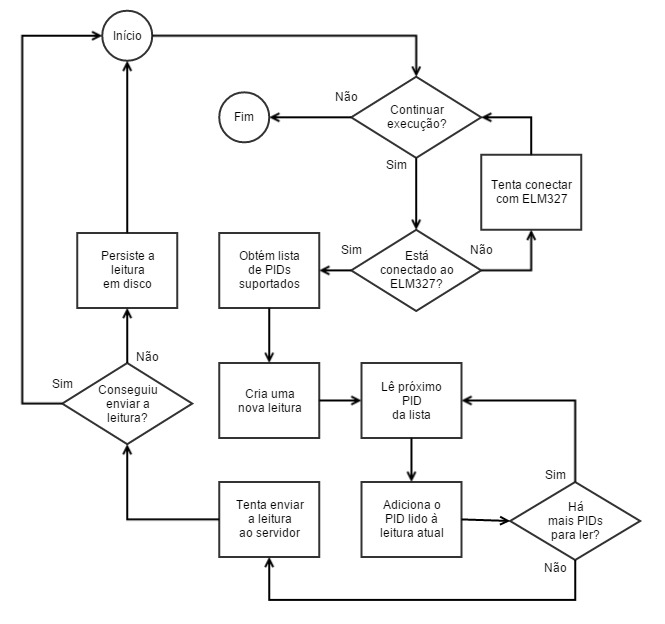 Início
Não
Continuar
execução?
Fim
Sim
Tenta conectar
com ELM327
Persiste a
leitura
em disco
Obtém lista
de PIDs
suportados
Sim
Está
conectado ao
ELM327?
Não
Não
Sim
Conseguiu
enviar a
leitura?
Cria uma
nova leitura
Lê próximo
PID
da lista
Sim
Tenta enviar
a leitura
ao servidor
Adiciona o
PID lido à
leitura atual
Há
mais PIDs
para ler?
Não